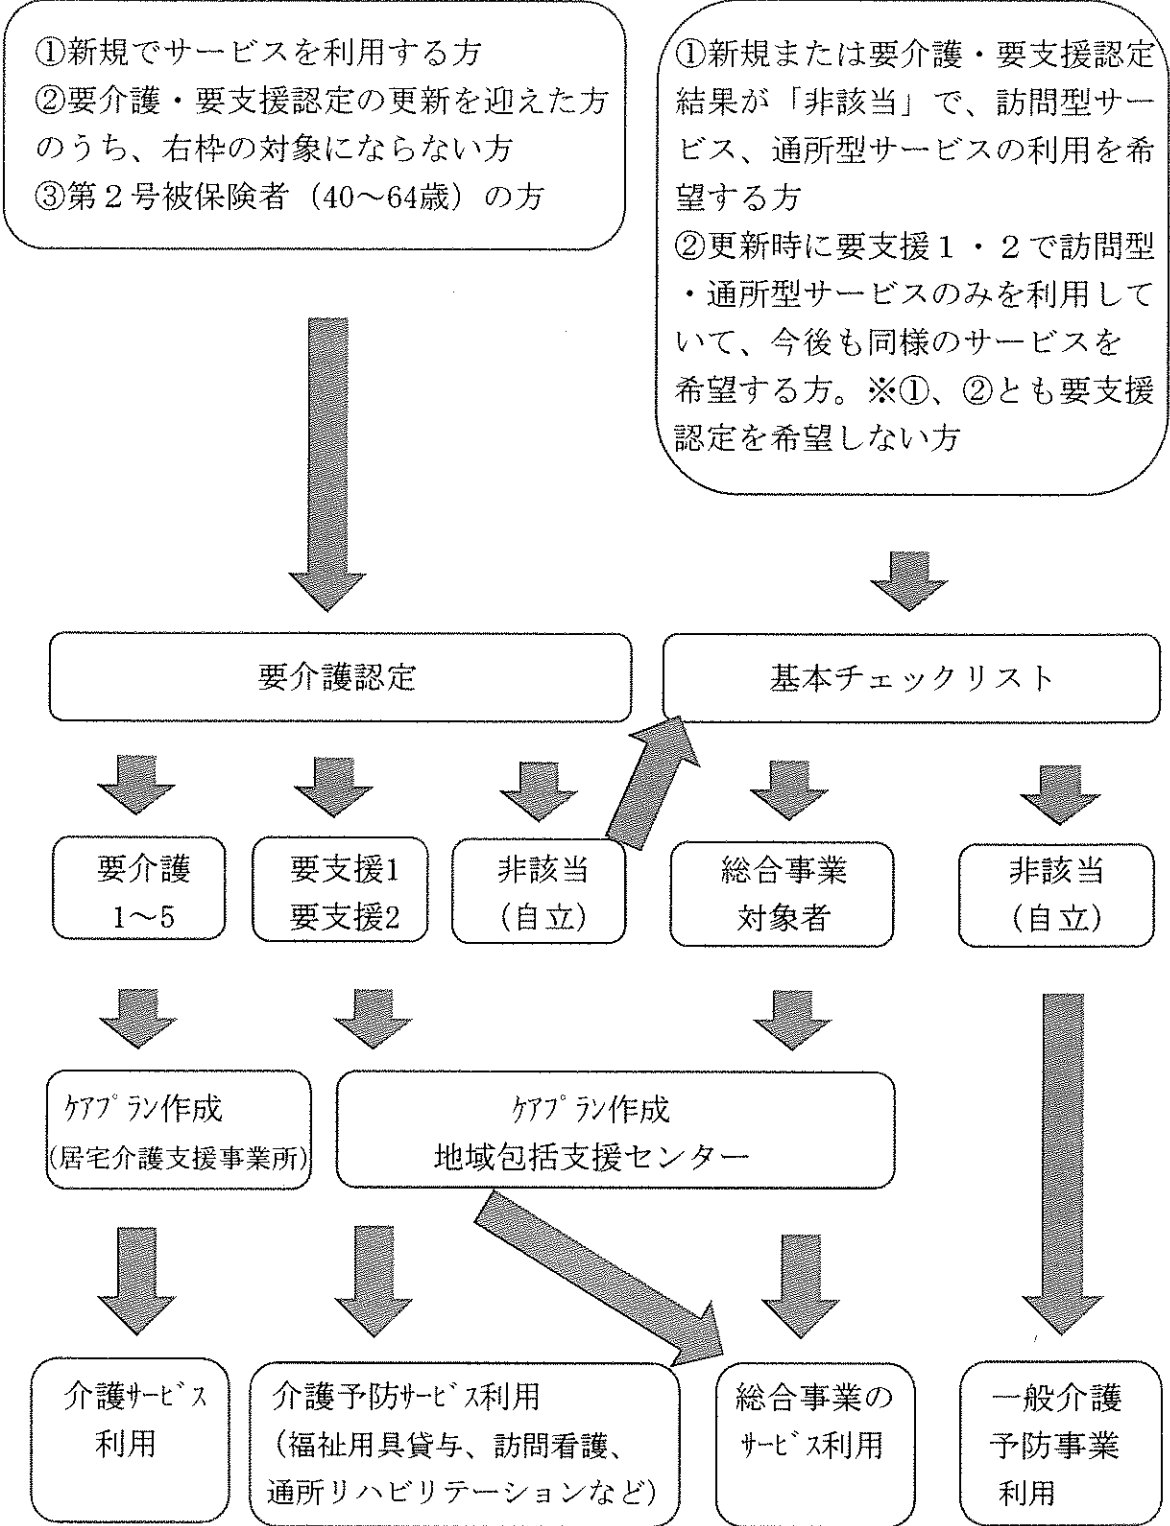 ①新規でサービスを利用する方
②要介護・要支援認定の更新を迎えた方
のうち、右枠の対象にならない方
③第２号被保険者（40～64歳）の方
①新規または要介護・要支援認定
結果が「非該当」で、訪問型サー
ビス、通所型サービスの利用を希
望する方
②更新時に要支援１・２で訪問型
・通所型サービスのみを利用して
いて、今後も同様のサービスを
希望する方。※①、②とも要支援
認定を希望しない方
要介護認定
基本チェックリスト
要介護
1～5
要支援1
要支援2
非該当
(自立)
総合事業
対象者
非該当
(自立)
ｹｱﾌﾟﾗﾝ作成
(居宅介護支援事業所)
ｹｱﾌﾟﾗﾝ作成
地域包括支援センター
介護ｻｰﾋﾞｽ
利用
介護予防ｻｰﾋﾞｽ利用
（福祉用具貸与、訪問看護、
通所リハビリテーションなど）
総合事業の
ｻｰﾋﾞｽ利用
一般介護
予防事業
利用